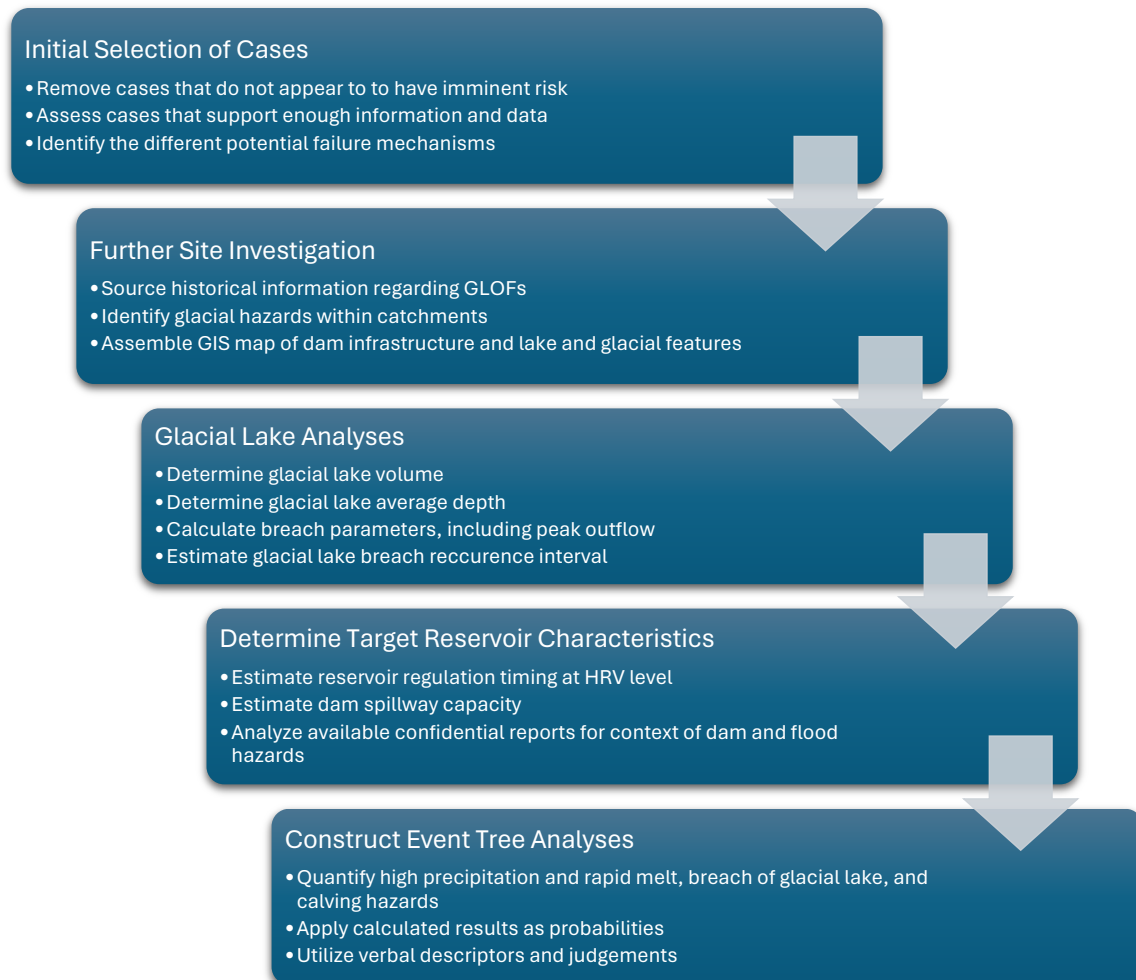 Initial Selection of Cases
•Remove cases that do not appear to to have imminent risk
•Assess cases that support enough information and data
•Identify the different potential failure mechanisms
Further Site Investigation
•Source historical information regarding GLOFs
•Identify glacial hazards within catchments
•Assemble GIS map of dam infrastructure and lake and glacial features
Glacial Lake Analyses
•Determine glacial lake volume
•Determine glacial lake average depth
•Calculate breach parameters, including peak outflow
•Estimate glacial lake breach reccurence interval
Determine Target Reservoir Characteristics
•Estimate reservoir regulation timing at HRV level
•Estimate dam spillway capacity
•Analyze available confidential reports for context of dam and flood
hazards
Construct Event Tree Analyses
•Quantify high precipitation and rapid melt, breach of glacial lake, and
calving hazards
•Apply calculated results as probabilities
•Utilize verbal descriptors and judgements